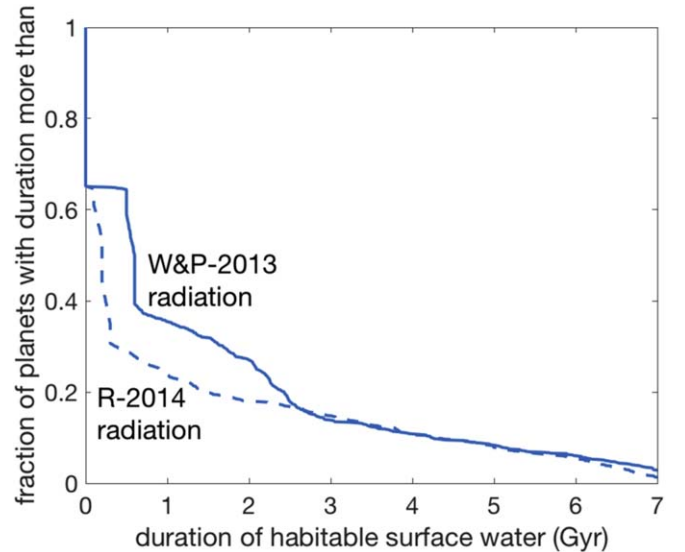 fraction of planets with duration more than
1
0.8
0.6
0.4
0.2
0
W&P-2013
radiation
R-2014
radiation
0 1 2 3 4 5 6 7
duration of habitable surface water (Gyr)